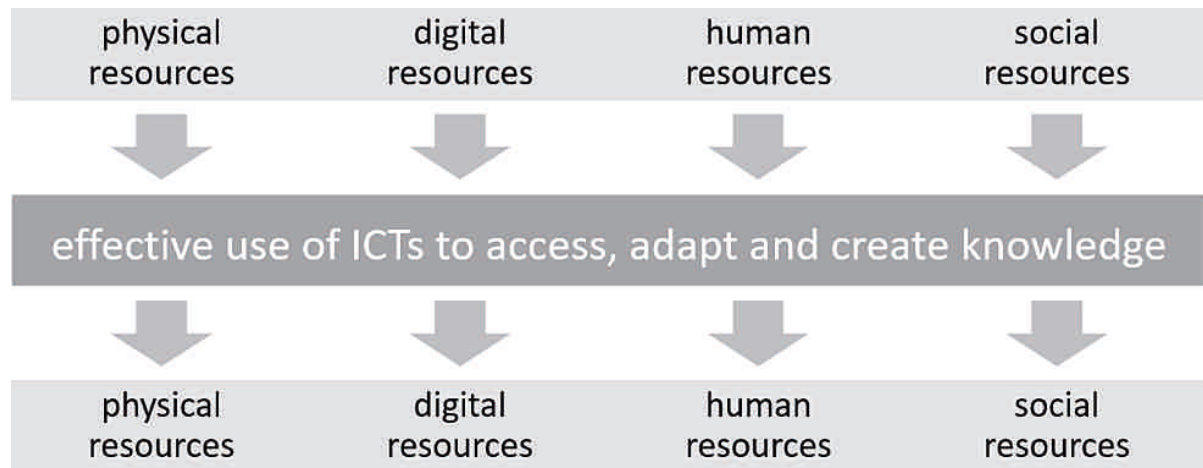 physical resources
digital resources
human resources
social resources
effective use of ICTs to access, adapt and create knowledge
physical resources
digital resources
human resources
social resources